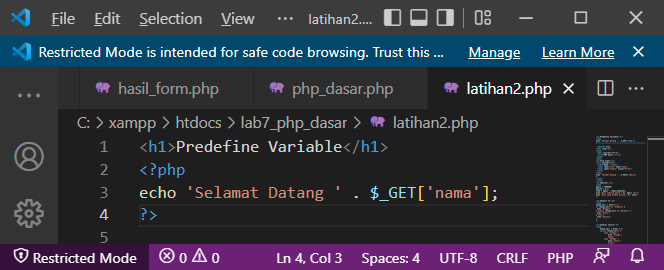 File Edit Selection View ··· latihan2....
Restricted Mode is intended for safe code browsing. Trust this ... Manage Learn More
hasil_form.php php_dasar.php latihan2.php
C: > xampp > htdocs > lab7_php_dasar > latihan2.php
1 <h1>Predefine Variable</h1>
2 <?php
3 echo 'Selamat Datang ' . $_GET['nama'];
4 ?>
5
Restricted Mode 0 0 Ln 4, Col 3 Spaces: 4 UTF-8 CRLF PHP